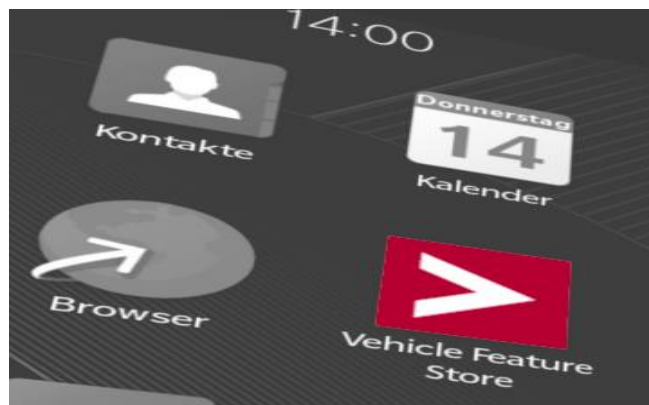 14:00
Kontakte
Donnerstag
14
Kalender
Browser
Vehicle Feature
Store